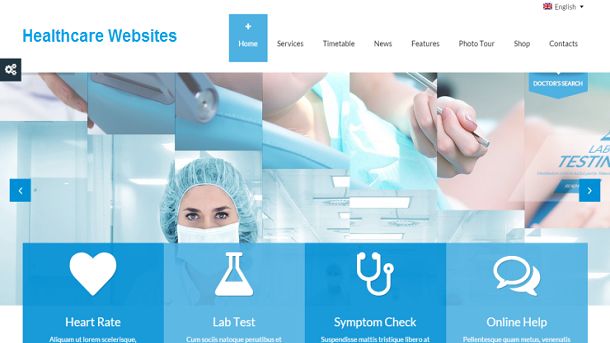 English
Healthcare Websites
Home
Services
Timetable
News
Features
Photo Tour
Shop
Contacts
DOCTOR'S SEARCH
LAB
TESTING
Heart Rate
Lab Test
Symptom Check
Online Help
Aliquam ut lorem scelerisque,
Cum sociis natoque penatibus et
Suspendisse mattis tristique libero at
Pellentesque quam metus, venenatis